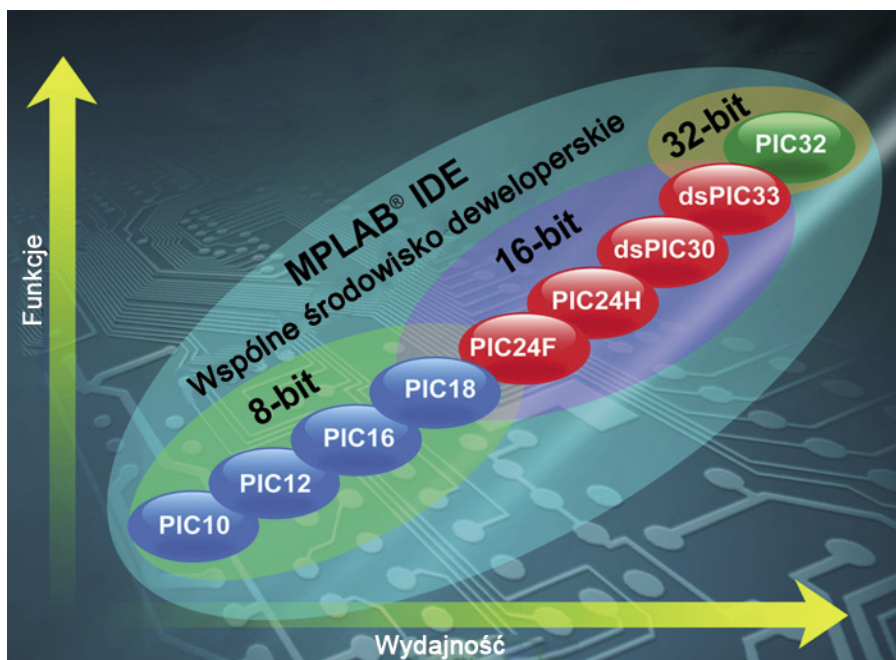 Funkcje
MPLAB® IDE
Wspólne środowisko deweloperskie
32-bit
PIC32
dsPIC33
16-bit
dsPIC30
PIC24H
PIC24F
8-bit
PIC18
PIC16
PIC12
PIC10
Wydajność